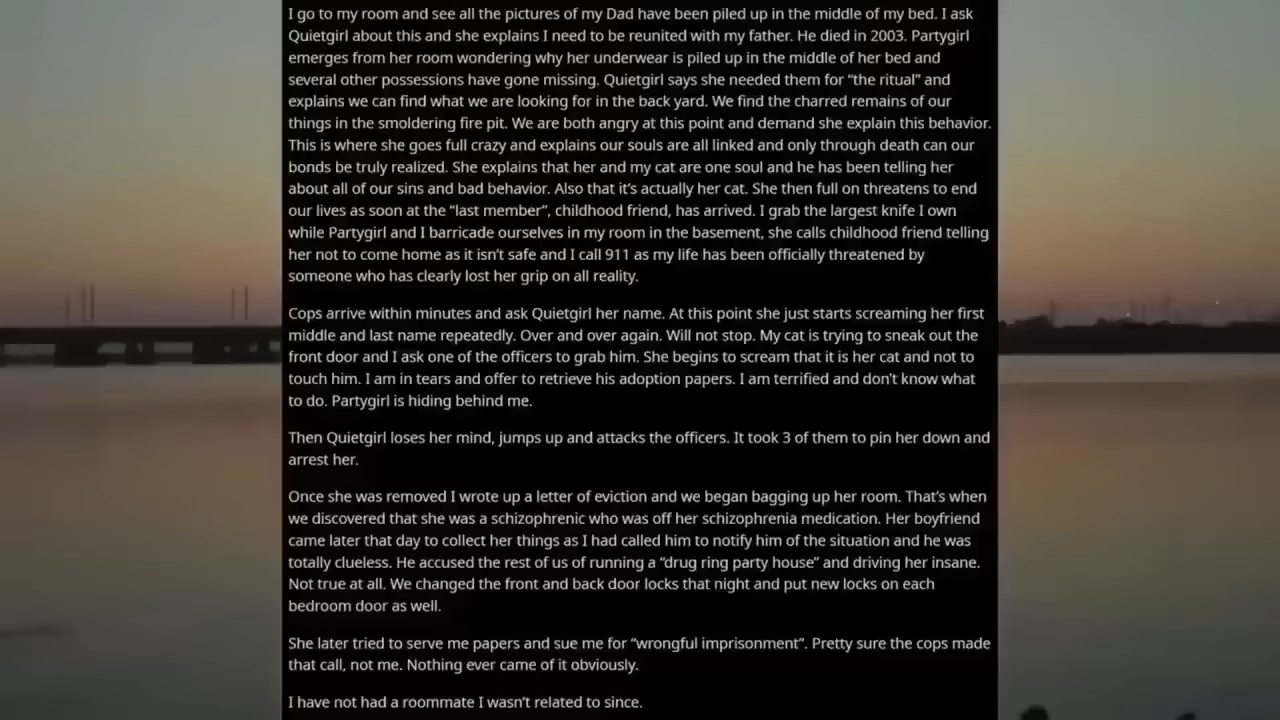 I go to my room and see all the pictures of my Dad have been piled up in the middle of my bed. I ask
Quietgirl about this and she explains I need to be reunited with my father. He died in 2003. Partygirl
emerges from her room wondering why her underwear is piled up in the middle of her bed and
several other possessions have gone missing. Quietgirl says she needed them for “the ritual” and
explains we can find what we are looking for in the back yard. We find the charred remains of our
things in the smoldering fire pit. We are both angry at this point and demand she explain this behavior.
This is where she goes full crazy and explains our souls are all linked and only through death can our
bonds be truly realized. She explains that her and my cat are one soul and he has been telling her
about all of our sins and bad behavior. Also that it’s actually her cat. She then full on threatens to end
our lives as soon at the “last member”, childhood friend, has arrived. I grab the largest knife I own
while Partygirl and I barricade ourselves in my room in the basement, she calls childhood friend telling
her not to come home as it isn’t safe and I call 911 as my life has been officially threatened by
someone who has clearly lost her grip on all reality.
Cops arrive within minutes and ask Quietgirl her name. At this point she just starts screaming her first
middle and last name repeatedly. Over and over again. Will not stop. My cat is trying to sneak out the
front door and I ask one of the officers to grab him. She begins to scream that it is her cat and not to
touch him. I am in tears and offer to retrieve his adoption papers. I am terrified and don’t know what
to do. Partygirl is hiding behind me.
Then Quietgirl loses her mind, jumps up and attacks the officers. It took 3 of them to pin her down and
arrest her.
Once she was removed I wrote up a letter of eviction and we began bagging up her room. That’s when
we discovered that she was a schizophrenic who was off her schizophrenia medication. Her boyfriend
came later that day to collect her things as I had called him to notify him of the situation and he was
totally clueless. He accused the rest of us of running a “drug ring party house” and driving her insane.
Not true at all. We changed the front and back door locks that night and put new locks on each
bedroom door as well.
She later tried to serve me papers and sue me for “wrongful imprisonment”. Pretty sure the cops made
that call, not me. Nothing ever came of it obviously.
I have not had a roommate I wasn’t related to since.